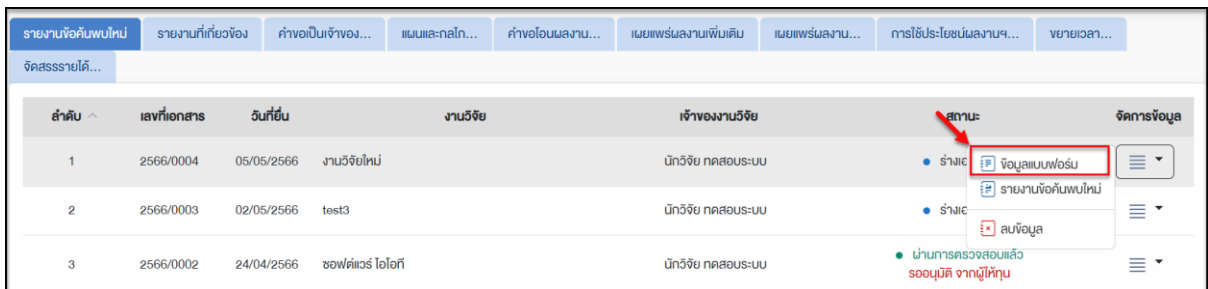 รายงานข้อค้นพบใหม่ รายงานที่เกี่ยวข้อง คำขอเป็นเจ้าของ... แผนและกลไก... คำขอโอนผลงาน... เผยแพร่ผลงานเพิ่มเติม เผยแพร่ผลงาน... การใช้ประโยชน์ผลงานฯ... ขยายเวลา...
จัดสรรรายได้...
ลำดับ เลขที่เอกสาร วันที่ยื่น งานวิจัย เจ้าของงานวิจัย สถานะ จัดการข้อมูล
1 2566/0004 05/05/2566 งานวิจัยใหม่ นักวิจัย ทดสอบระบบ ร่างเอ
ข้อมูลแบบฟอร์ม
รายงานข้อค้นพบใหม่
2 2566/0003 02/05/2566 test3 นักวิจัย ทดสอบระบบ ร่างเอ
ลบข้อมูล
3 2566/0002 24/04/2566 ซอฟต์แวร์ ไอโอที นักวิจัย ทดสอบระบบ ผ่านการตรวจสอบแล้ว
รออนุมัติ จากผู้ให้ทุน